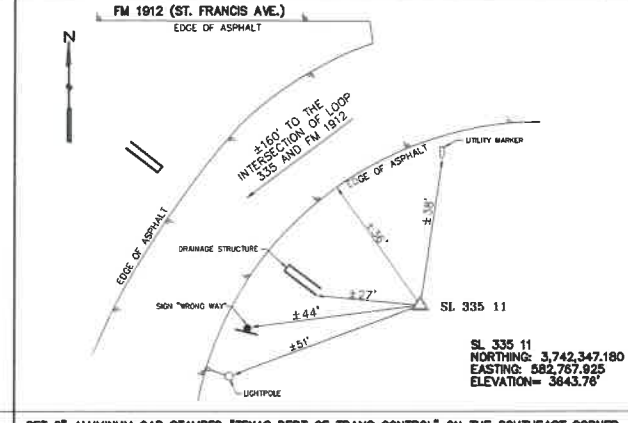 FM 1912 (ST. FRANCIS AVE.)
EDGE OF ASPHALT
N
±160' TO THE
INTERSECTION OF LOOP
335 AND FM 1912
EDGE OF ASPHALT
UTILITY MARKER
±38'
EDGE OF ASPHALT
DRAINAGE STRUCTURE
±27'
SIGN "WRONG WAY"
±44'
SL 335 11
±51'
LIGHTPOLE
SL 335 11
NORTHING: 3,742,347.180
EASTING: 582,767.925
ELEVATION= 3643.76'